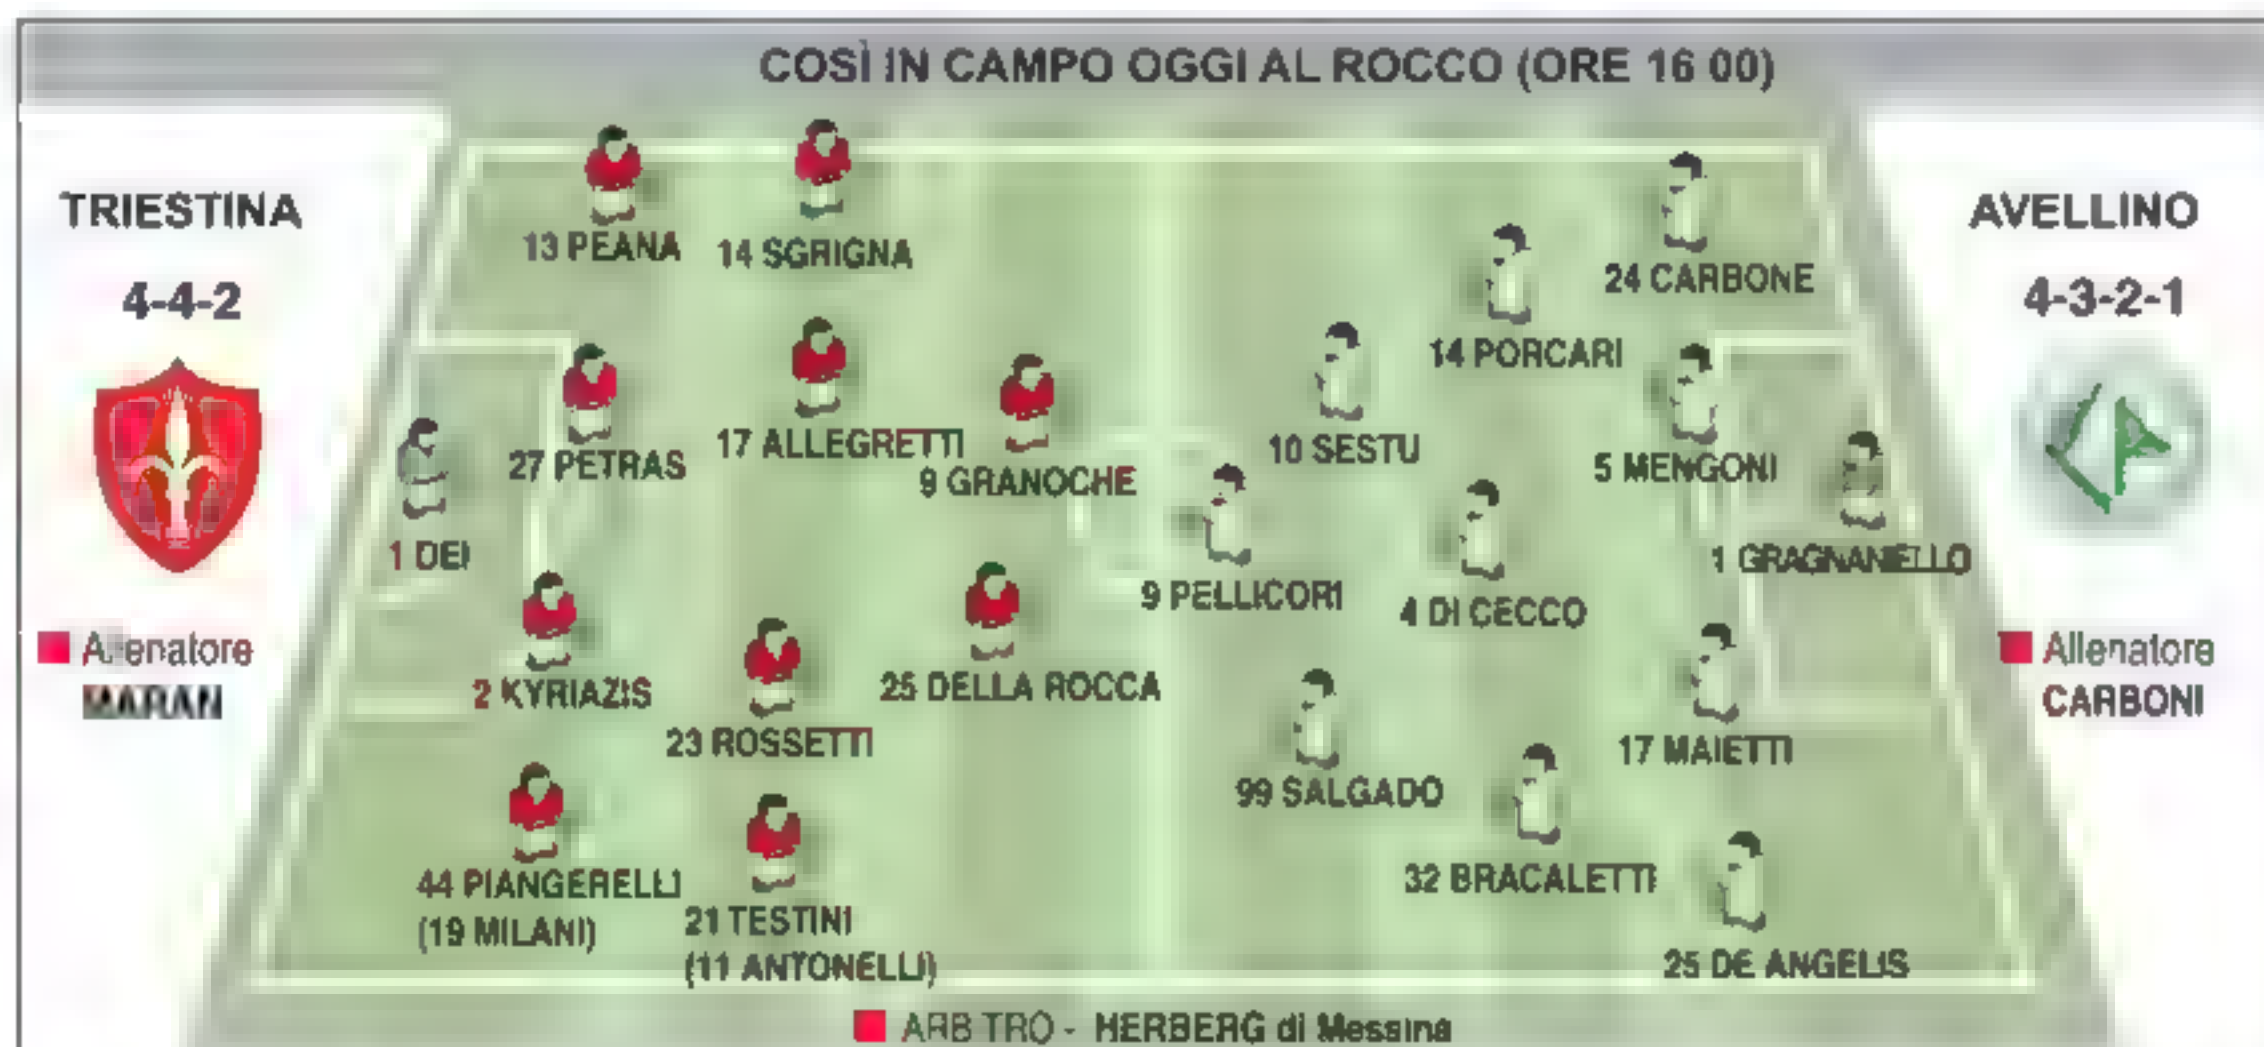 COSÌ IN CAMPO OGGI AL ROCCO (ORE 16 00)
TRIESTINA
4-4-2
Allenatore
MARAN
13 PEANA
14 SGRIGNA
27 PETRAS
17 ALLEGRETTI
9 GRANOCHE
1 DEI
2 KYRIAZIS
23 ROSSETTI
25 DELLA ROCCA
44 PIANGERELLI
(19 MILANI)
21 TESTINI
(11 ANTONELLI)
AVELLINO
4-3-2-1
Allenatore
CARBONI
24 CARBONE
14 PORCARI
10 SESTU
5 MENGONI
1 GRAGNANIELLO
9 PELLICORI
4 DI CECCO
17 MAIETTI
99 SALGADO
32 BRACALETTI
25 DE ANGELIS
ARBITRO - HERBERG di Messina